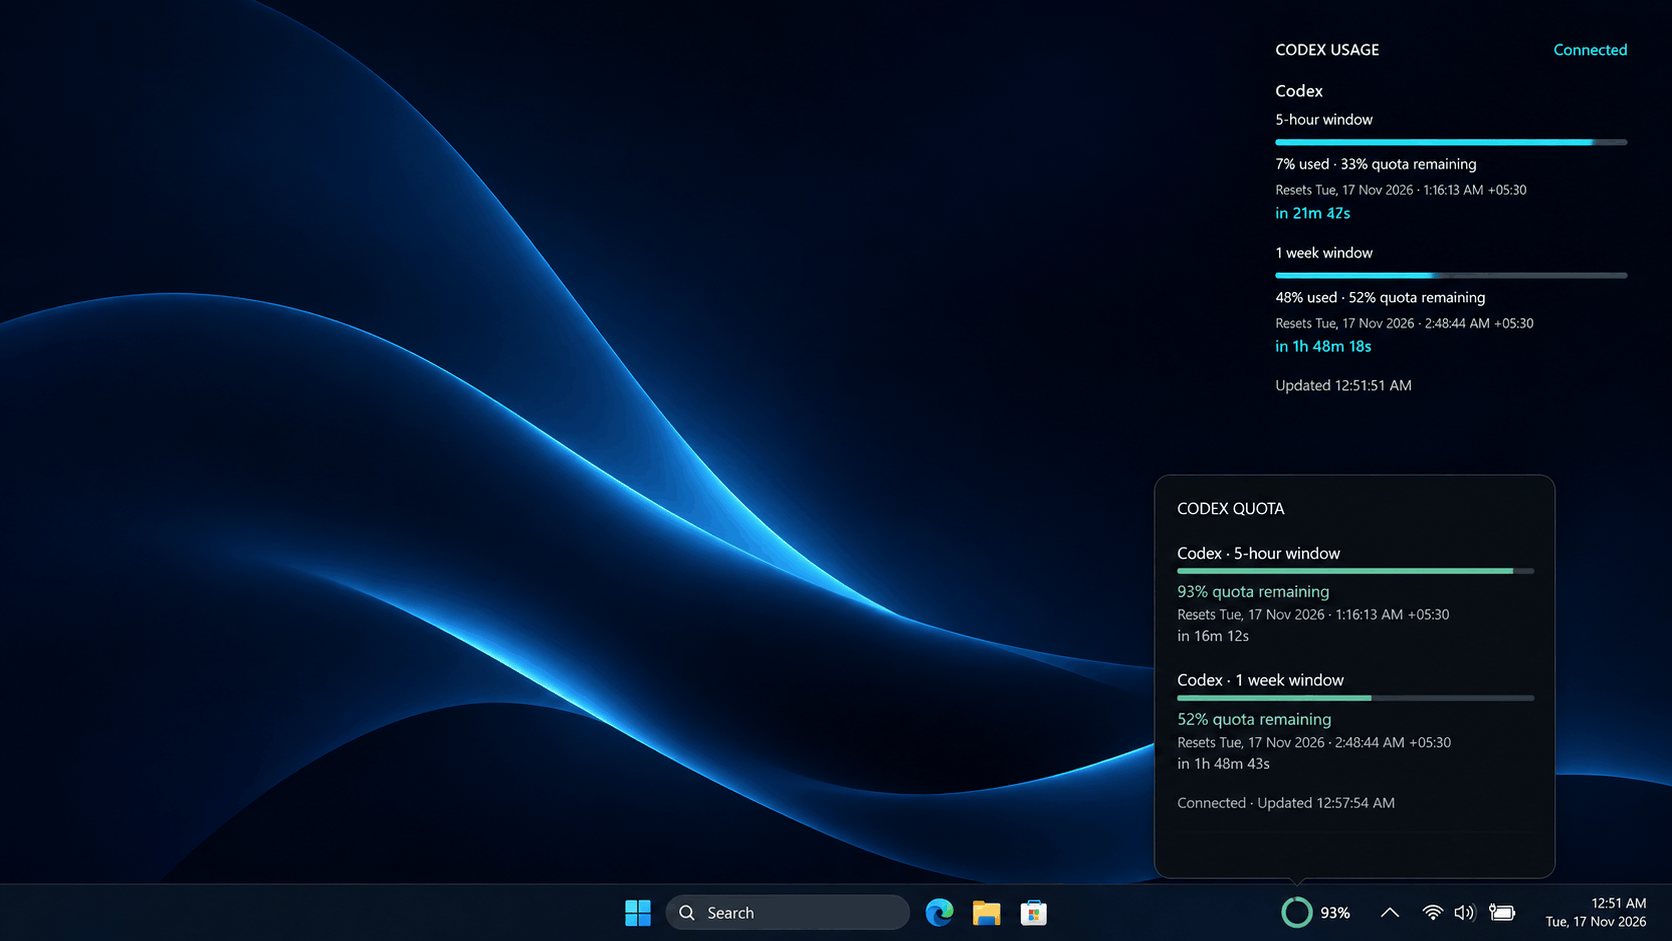 CODEX USAGE Connected
Codex
5-hour window
7% used · 33% quota remaining
Resets Tue, 17 Nov 2026 · 1:16:13 AM +05:30
in 21m 47s
1 week window
48% used · 52% quota remaining
Resets Tue, 17 Nov 2026 · 2:48:44 AM +05:30
in 1h 48m 18s
Updated 12:51:51 AM
CODEX QUOTA
Codex · 5-hour window
93% quota remaining
Resets Tue, 17 Nov 2026 · 1:16:13 AM +05:30
in 16m 12s
Codex · 1 week window
52% quota remaining
Resets Tue, 17 Nov 2026 · 2:48:44 AM +05:30
in 1h 48m 43s
Connected · Updated 12:57:54 AM
Search
93%
12:51 AM
Tue, 17 Nov 2026